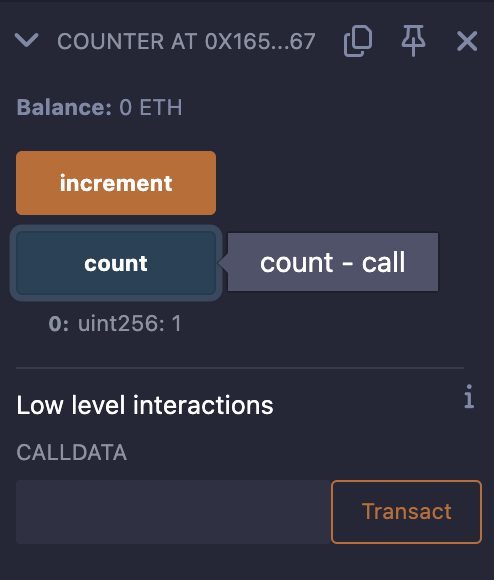 COUNTER AT 0X165...67
Balance: 0 ETH
increment
count
count - call
0: uint256: 1
Low level interactions
i
CALLDATA
Transact